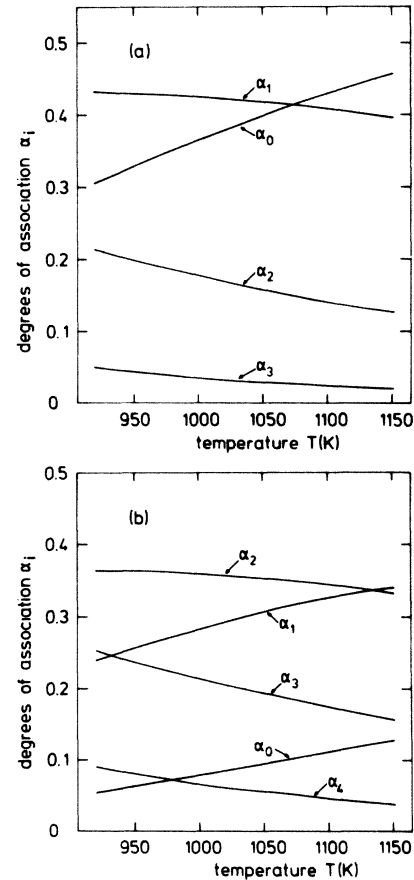 (a)
degrees of association αi
0.5
0.4
0.3
0.2
0.1
0
α1
α0
α2
α3
950 1000 1050 1100 1150
temperature T(K)
(b)
degrees of association αi
0.5
0.4
0.3
0.2
0.1
0
α2
α1
α3
α0
α4
950 1000 1050 1100 1150
temperature T(K)